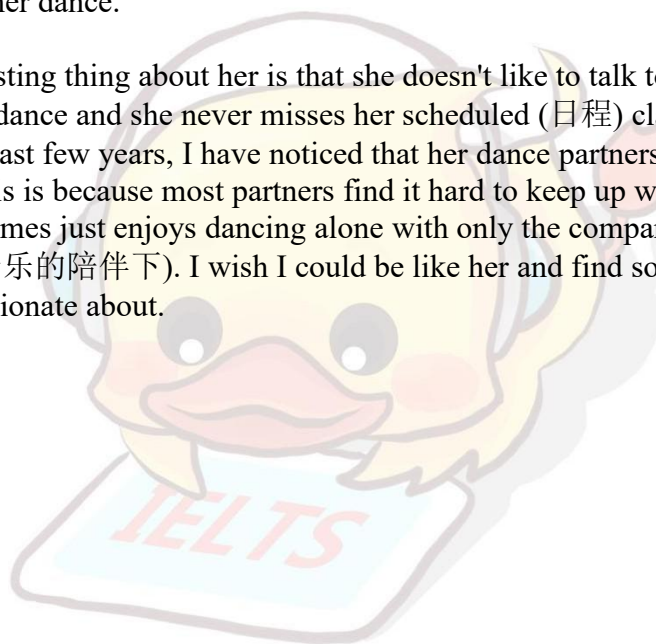 her dance.
sting thing about her is that she doesn't like to talk to
dance and she never misses her scheduled (日程) cl
ast few years, I have noticed that her dance partners
is is because most partners find it hard to keep up w
mes just enjoys dancing alone with only the compa
乐的陪伴下). I wish I could be like her and find so
ionate about.
IELTS